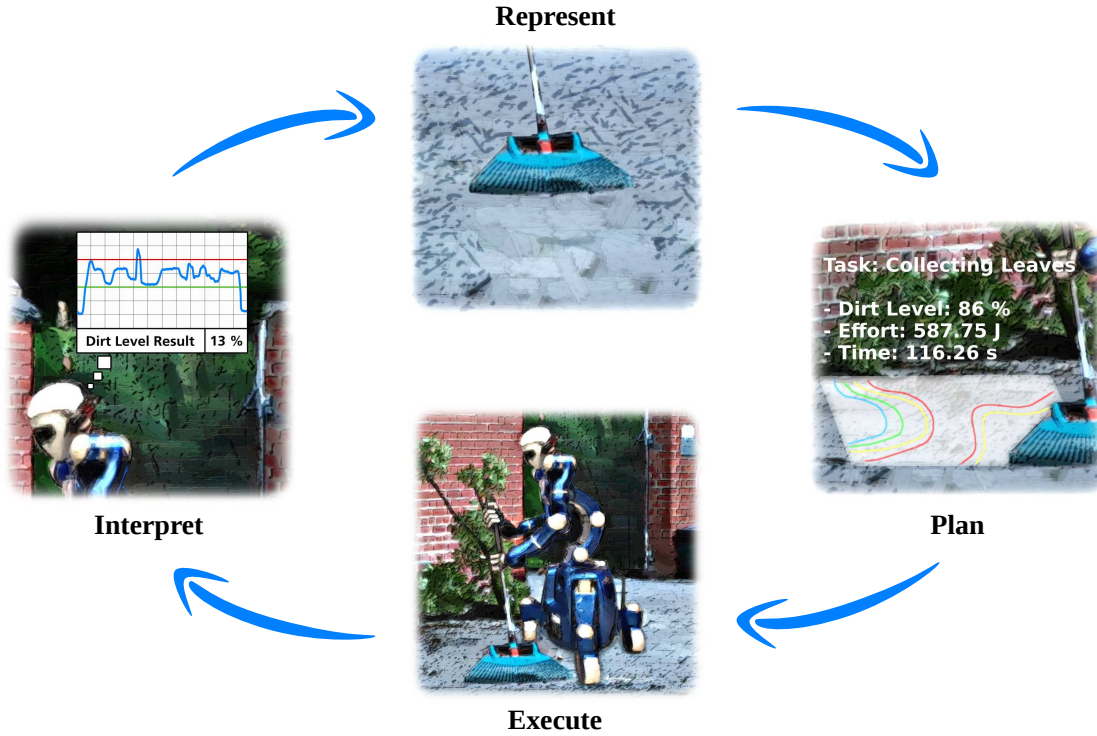 Represent
Task: Collecting Leaves
- Dirt Level: 86 %
- Effort: 587.75 J
- Time: 116.26 s
Dirt Level Result 13 %
Interpret
Plan
Execute